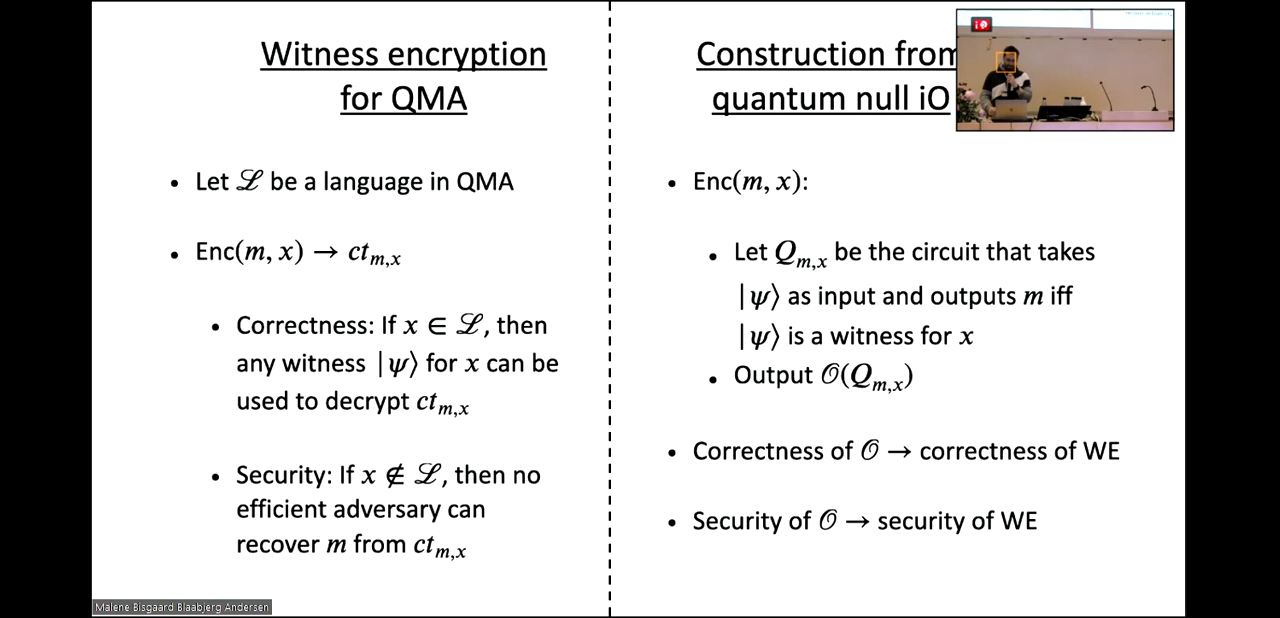 Witness encryption
for QMA
• Let ℒ be a language in QMA
• Enc(m, x) → ct_{m,x}
• Correctness: If x ∈ ℒ, then
any witness |ψ⟩ for x can be
used to decrypt ct_{m,x}
• Security: If x ∉ ℒ, then no
efficient adversary can
recover m from ct_{m,x}
Construction from
quantum null iO
• Enc(m, x):
• Let Q_{m,x} be the circuit that takes
|ψ⟩ as input and outputs m iff
|ψ⟩ is a witness for x
• Output 𝒪(Q_{m,x})
• Correctness of 𝒪 → correctness of WE
• Security of 𝒪 → security of WE
Malene Bisgaard Blaabjerg Andersen